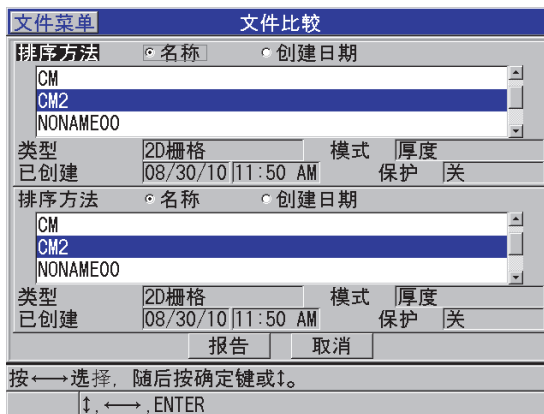 文件菜单 文件比較
排序方法 名称 创建日期
CM
CM2
NONAME00
类型 2D栅格 模式 厚度
已创建 08/30/10 11:50 AM 保护 关
排序方法 名称 创建日期
CM
CM2
NONAME00
类型 2D栅格 模式 厚度
已创建 08/30/10 11:50 AM 保护 关
报告 取消
按←→选择, 随后按确定键或↕。
↕, ←→, ENTER